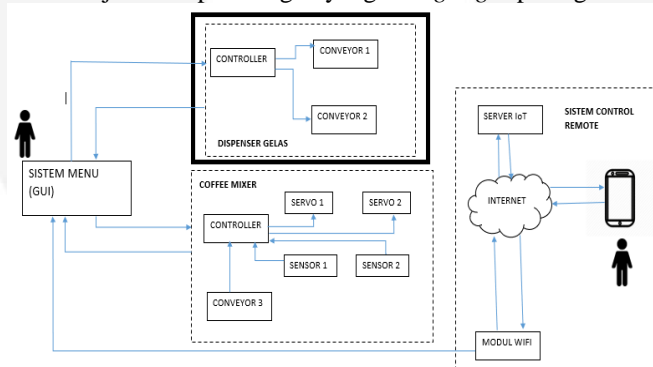 CONTROLLER
CONVEYOR 1
CONVEYOR 2
DISPENSER GELAS
SISTEM MENU
(GUI)
COFFEE MIXER
SERVO 1
SERVO 2
CONTROLLER
SENSOR 1
SENSOR 2
CONVEYOR 3
SERVER IoT
SISTEM CONTROL
REMOTE
INTERNET
MODUL WIFI